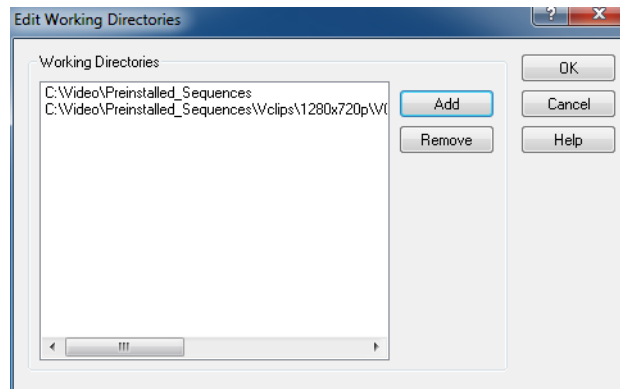 Edit Working Directories
Working Directories
C:\Video\Preinstalled_Sequences
C:\Video\Preinstalled_Sequences\Vclips\1280x720p\V(
Add
Remove
OK
Cancel
Help